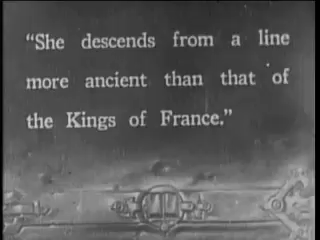 “She descends from a line
more ancient than that of
the Kings of France.”